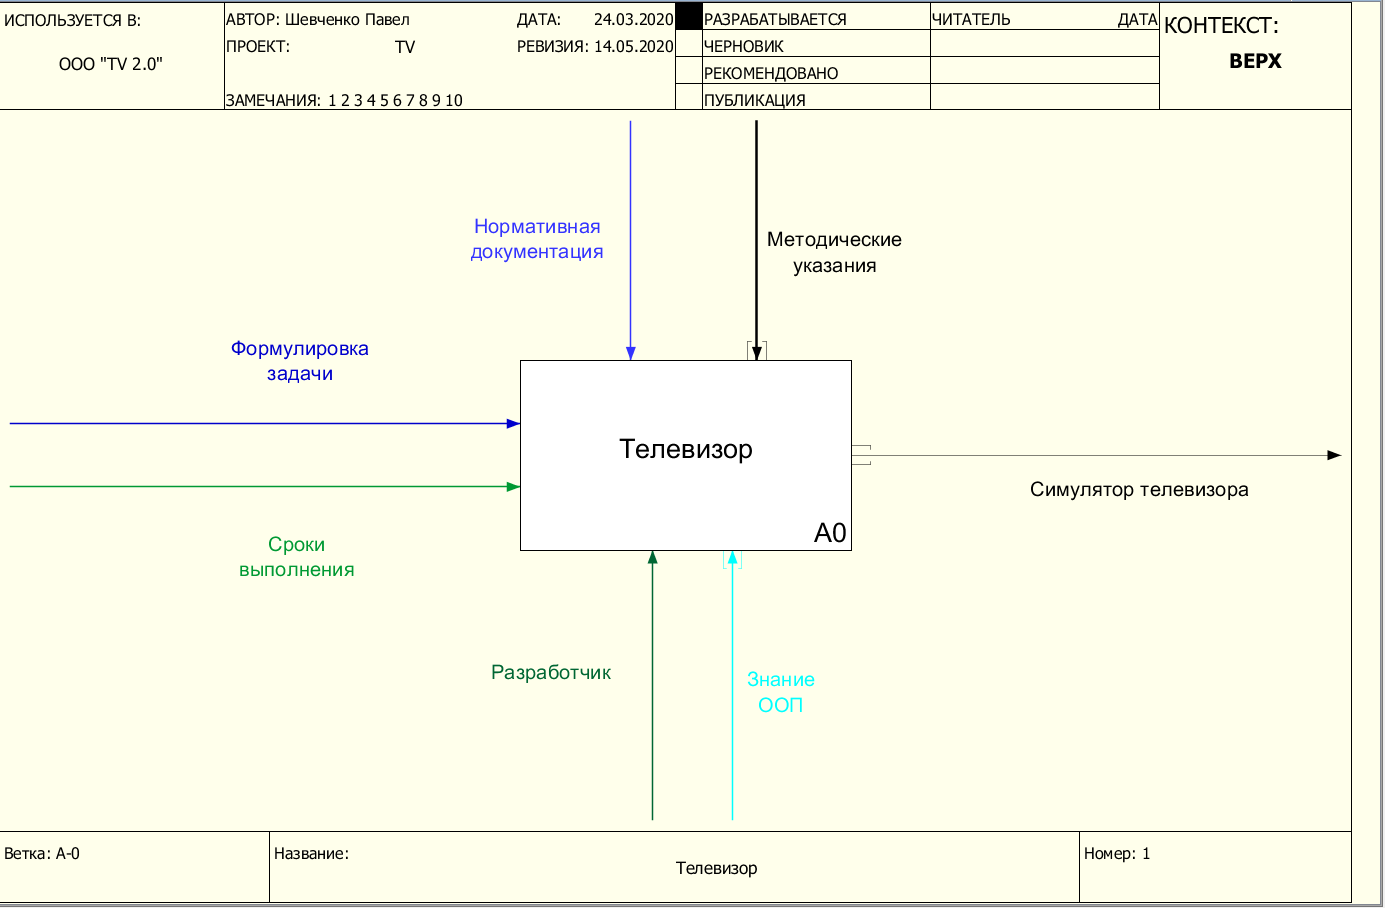 ИСПОЛЬЗУЕТСЯ В:
ООО "TV 2.0"
АВТОР: Шевченко Павел
ДАТА: 24.03.2020
ПРОЕКТ: TV
РЕВИЗИЯ: 14.05.2020
ЗАМЕЧАНИЯ: 1 2 3 4 5 6 7 8 9 10
РАЗРАБАТЫВАЕТСЯ
ЧЕРНОВИК
РЕКОМЕНДОВАНО
ПУБЛИКАЦИЯ
ЧИТАТЕЛЬ ДАТА
КОНТЕКСТ:
ВЕРХ
Нормативная
документация
Методические
указания
Формулировка
задачи
Телевизор
A0
Симулятор телевизора
Сроки
выполнения
Разработчик
Знание
ООП
Ветка: A-0
Название:
Телевизор
Номер: 1